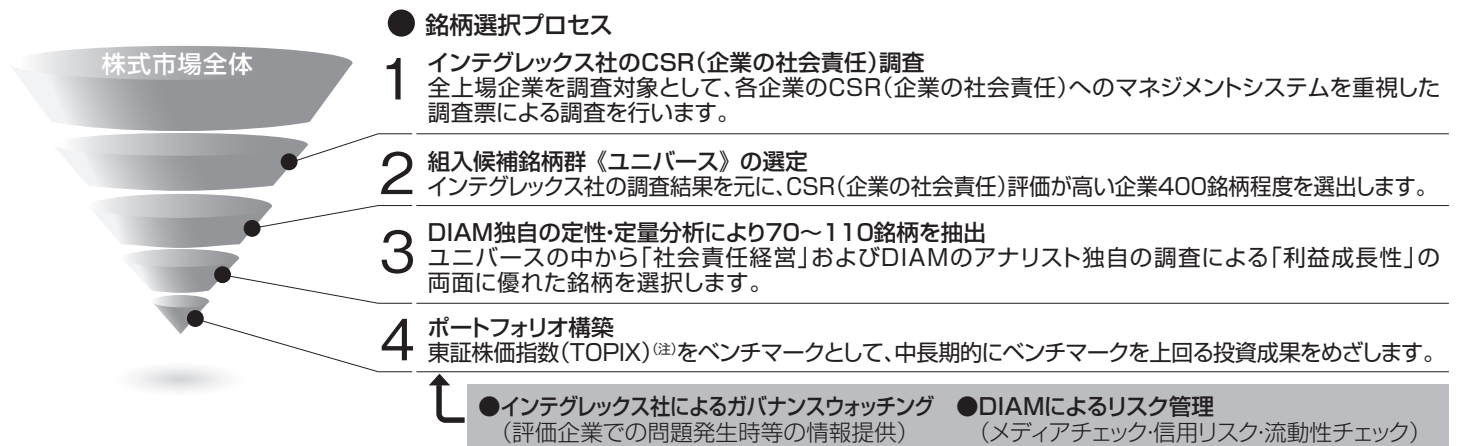 株式市場全体
●銘柄選択プロセス
1 インテグレックス社のCSR(企業の社会責任)調査
全上場企業を調査対象として、各企業のCSR(企業の社会責任)へのマネジメントシステムを重視した
調査票による調査を行います。
2 組入候補銘柄群《ユニバース》の選定
インテグレックス社の調査結果を元に、CSR(企業の社会責任)評価が高い企業400銘柄程度を選出します。
3 DIAM独自の定性・定量分析により70～110銘柄を抽出
ユニバースの中から「社会責任経営」およびDIAMのアナリスト独自の調査による「利益成長性」の
両面に優れた銘柄を選択します。
4 ポートフォリオ構築
東証株価指数(TOPIX)(注)をベンチマークとして、中長期的にベンチマークを上回る投資成果をめざします。
●インテグレックス社によるガバナンスウォッチング ●DIAMによるリスク管理
(評価企業での問題発生時等の情報提供) (メディアチェック・信用リスク・流動性チェック)